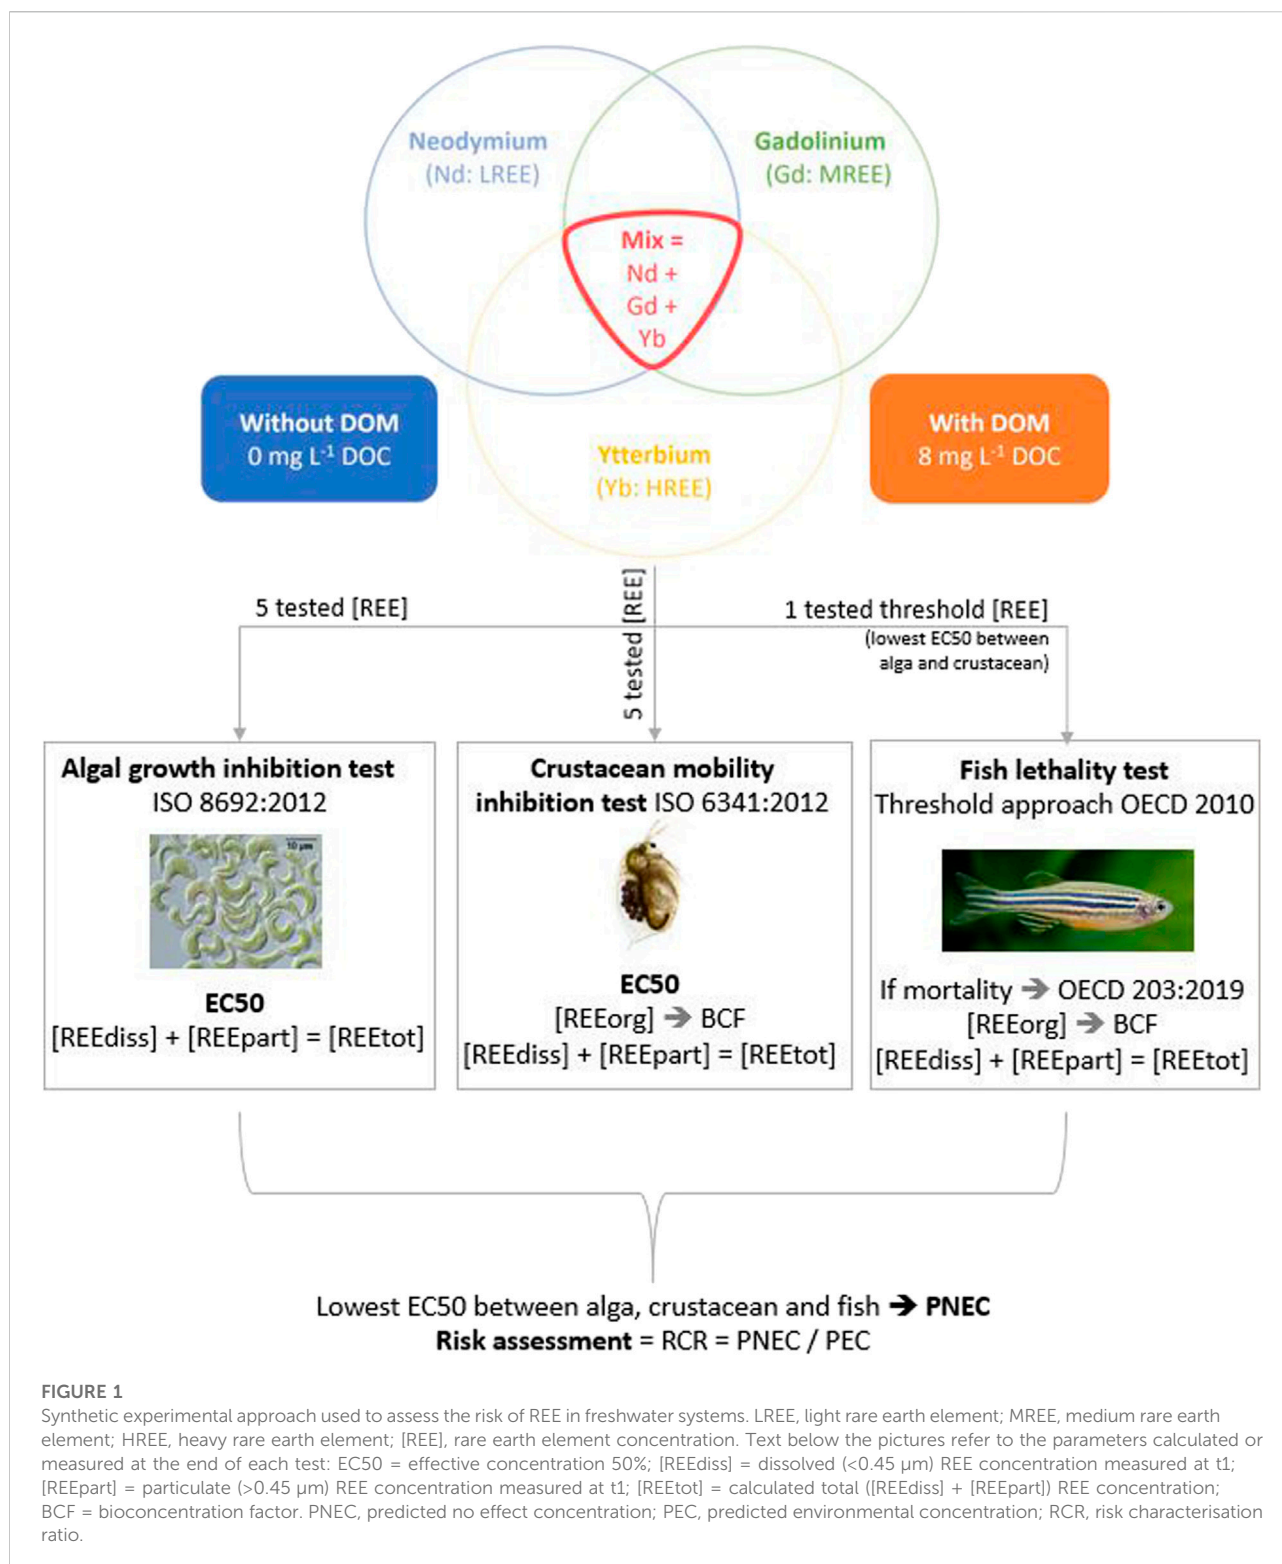 Neodymium
(Nd: LREE)
Gadolinium
(Gd: MREE)
Mix =
Nd +
Gd +
Yb
Without DOM
0 mg L⁻¹ DOC
With DOM
8 mg L⁻¹ DOC
Ytterbium
(Yb: HREE)
5 tested [REE]
5 tested [REE]
1 tested threshold [REE]
(lowest EC50 between
alga and crustacean)
Algal growth inhibition test
ISO 8692:2012
10 µm
EC50
[REEdiss] + [REEpart] = [REEtot]
Crustacean mobility
inhibition test ISO 6341:2012
EC50
[REEorg] ➔ BCF
[REEdiss] + [REEpart] = [REEtot]
Fish lethality test
Threshold approach OECD 2010
If mortality ➔ OECD 203:2019
[REEorg] ➔ BCF
[REEdiss] + [REEpart] = [REEtot]
Lowest EC50 between alga, crustacean and fish ➔ PNEC
Risk assessment = RCR = PNEC / PEC
FIGURE 1
Synthetic experimental approach used to assess the risk of REE in freshwater systems. LREE, light rare earth element; MREE, medium rare earth
element; HREE, heavy rare earth element; [REE], rare earth element concentration. Text below the pictures refer to the parameters calculated or
measured at the end of each test: EC50 = effective concentration 50%; [REEdiss] = dissolved (<0.45 µm) REE concentration measured at t1;
[REEpart] = particulate (>0.45 µm) REE concentration measured at t1; [REEtot] = calculated total ([REEdiss] + [REEpart]) REE concentration;
BCF = bioconcentration factor. PNEC, predicted no effect concentration; PEC, predicted environmental concentration; RCR, risk characterisation
ratio.